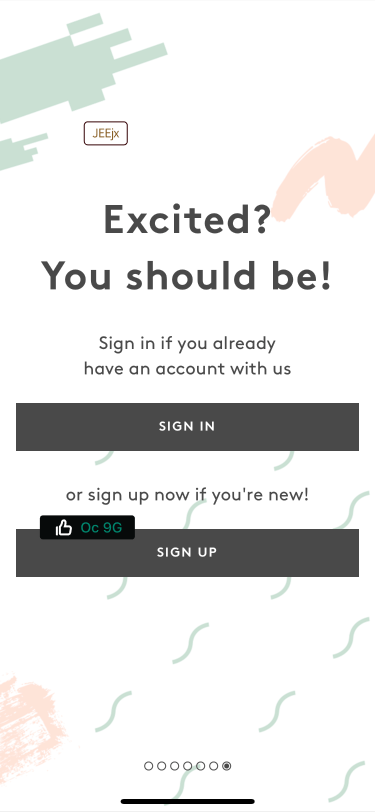 JEEjx
Excited?
You should be!
Sign in if you already
have an account with us
SIGN IN
or sign up now if you're new!
Oc 9G
SIGN UP